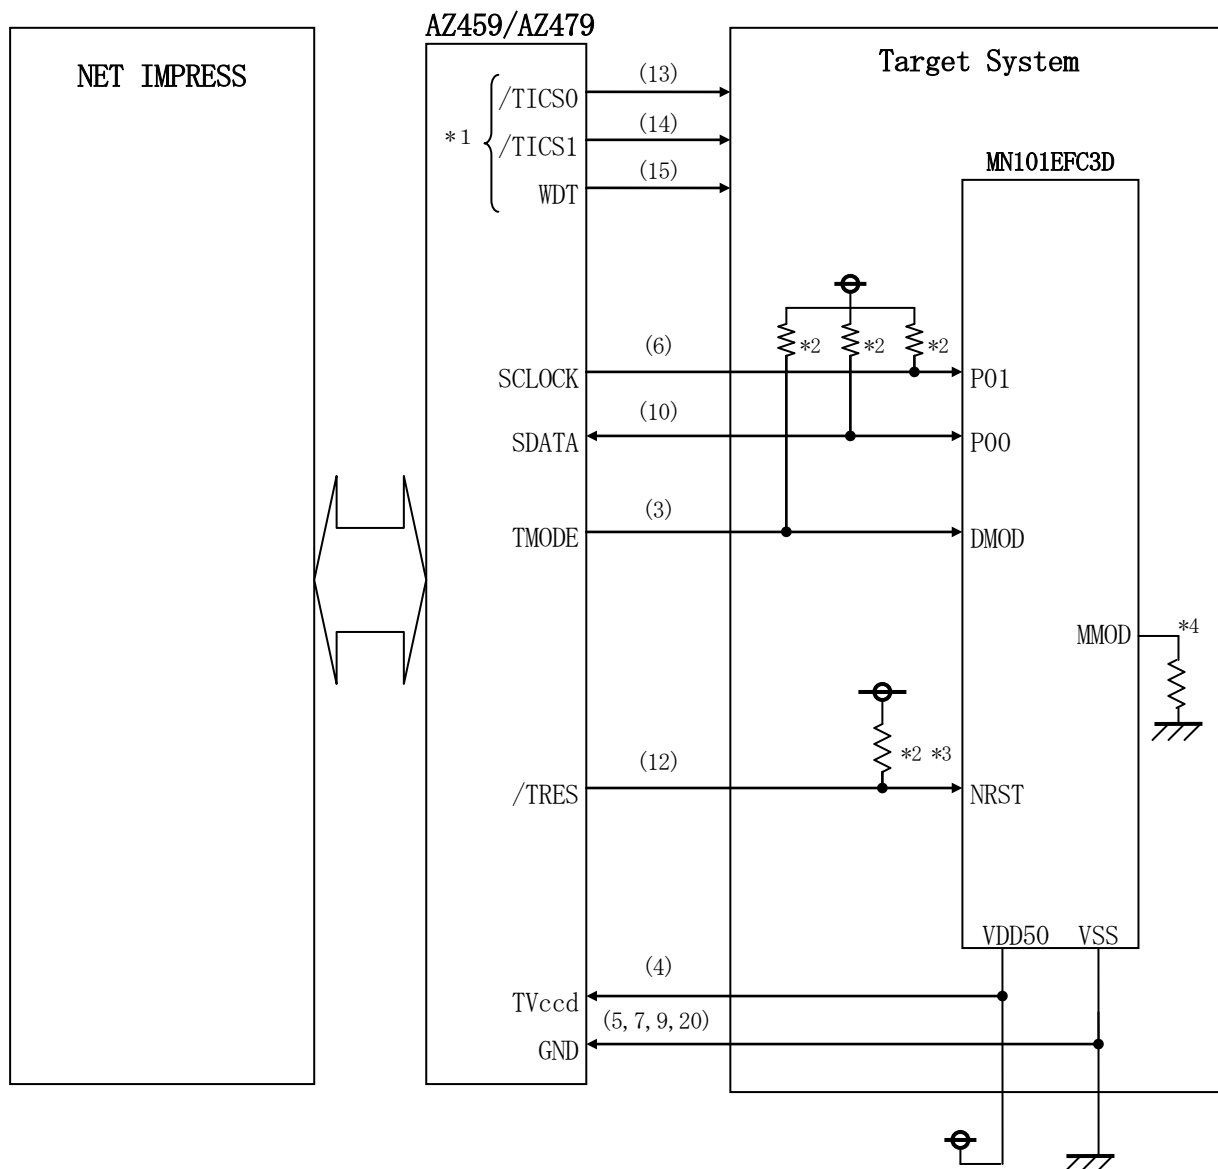 AZ459/AZ479
NET IMPRESS
Target System
/TICS0
(13)
*1
/TICS1
(14)
WDT
(15)
MN101EFC3D
*2
*2
*2
SCLOCK
(6)
P01
SDATA
(10)
P00
TMODE
(3)
DMOD
MMOD
*4
/TRES
(12)
*2 *3
NRST
VDD50
VSS
TVccd
(4)
GND
(5, 7, 9, 20)